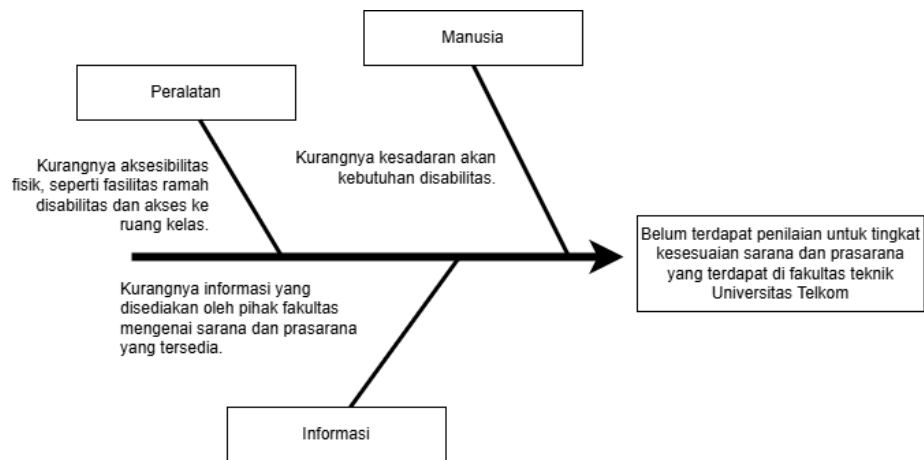 Manusia
Peralatan
Kurangnya aksesibilitas
fisik, seperti fasilitas ramah
disabilitas dan akses ke
ruang kelas.
Kurangnya kesadaran akan
kebutuhan disabilitas.
Belum terdapat penilaian untuk tingkat
kesesuaian sarana dan prasarana
yang terdapat di fakultas teknik
Universitas Telkom
Kurangnya informasi yang
disediakan oleh pihak fakultas
mengenai sarana dan prasarana
yang tersedia.
Informasi